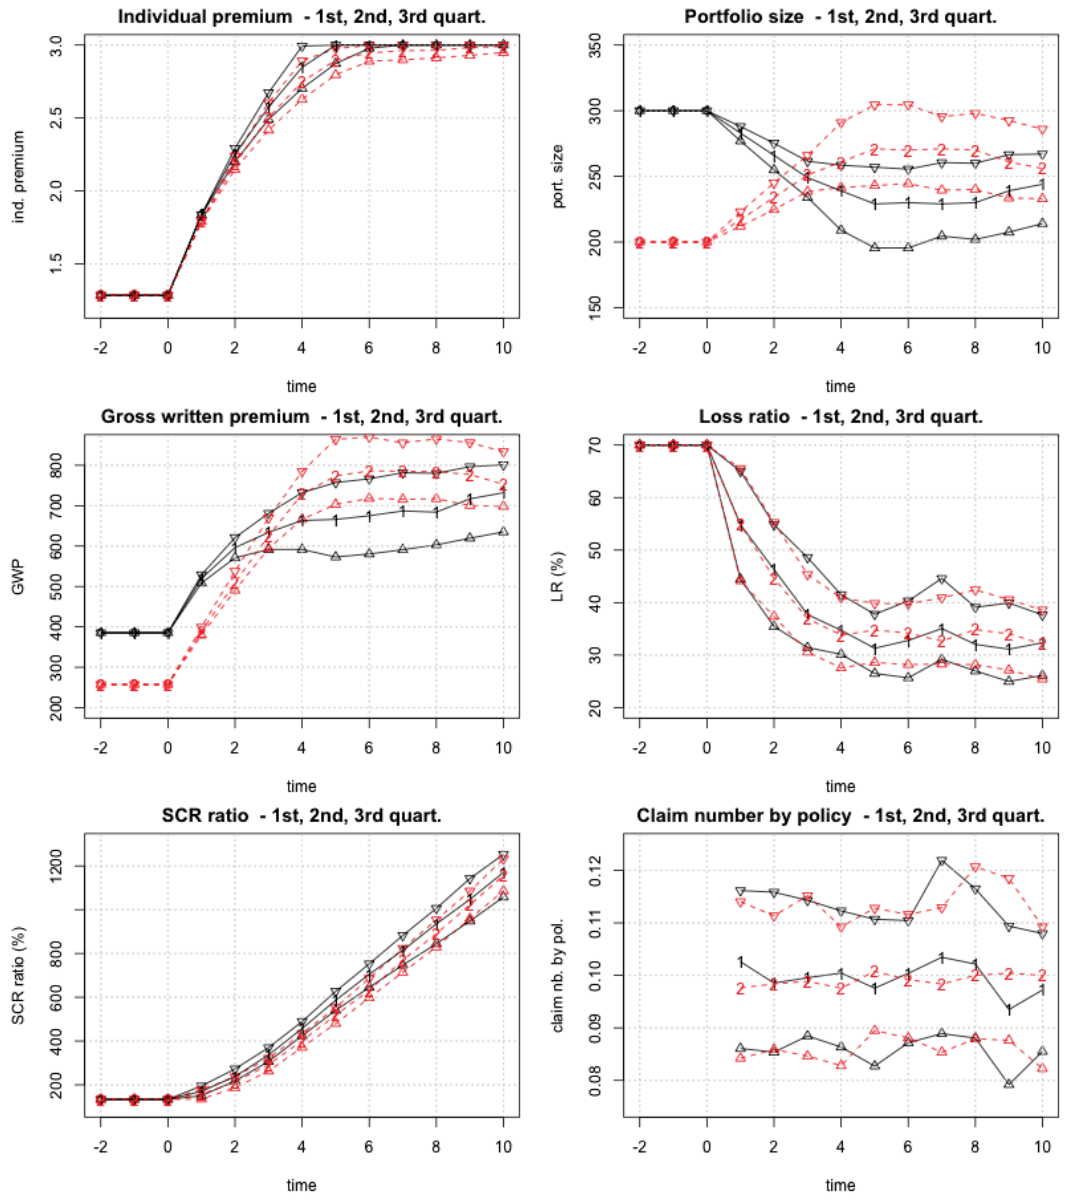 Individual premium - 1st, 2nd, 3rd quart.
ind. premium
3.0
2.5
2.0
1.5
-2 0 2 4 6 8 10
time
Portfolio size - 1st, 2nd, 3rd quart.
port. size
350
300
250
200
150
-2 0 2 4 6 8 10
time
Gross written premium - 1st, 2nd, 3rd quart.
GWP
800
700
600
500
400
300
200
-2 0 2 4 6 8 10
time
Loss ratio - 1st, 2nd, 3rd quart.
LR (%)
70
60
50
40
30
20
-2 0 2 4 6 8 10
time
SCR ratio - 1st, 2nd, 3rd quart.
SCR ratio (%)
1200
800
600
400
200
-2 0 2 4 6 8 10
time
Claim number by policy - 1st, 2nd, 3rd quart.
claim nb. by pol.
0.12
0.11
0.10
0.09
0.08
-2 0 2 4 6 8 10
time